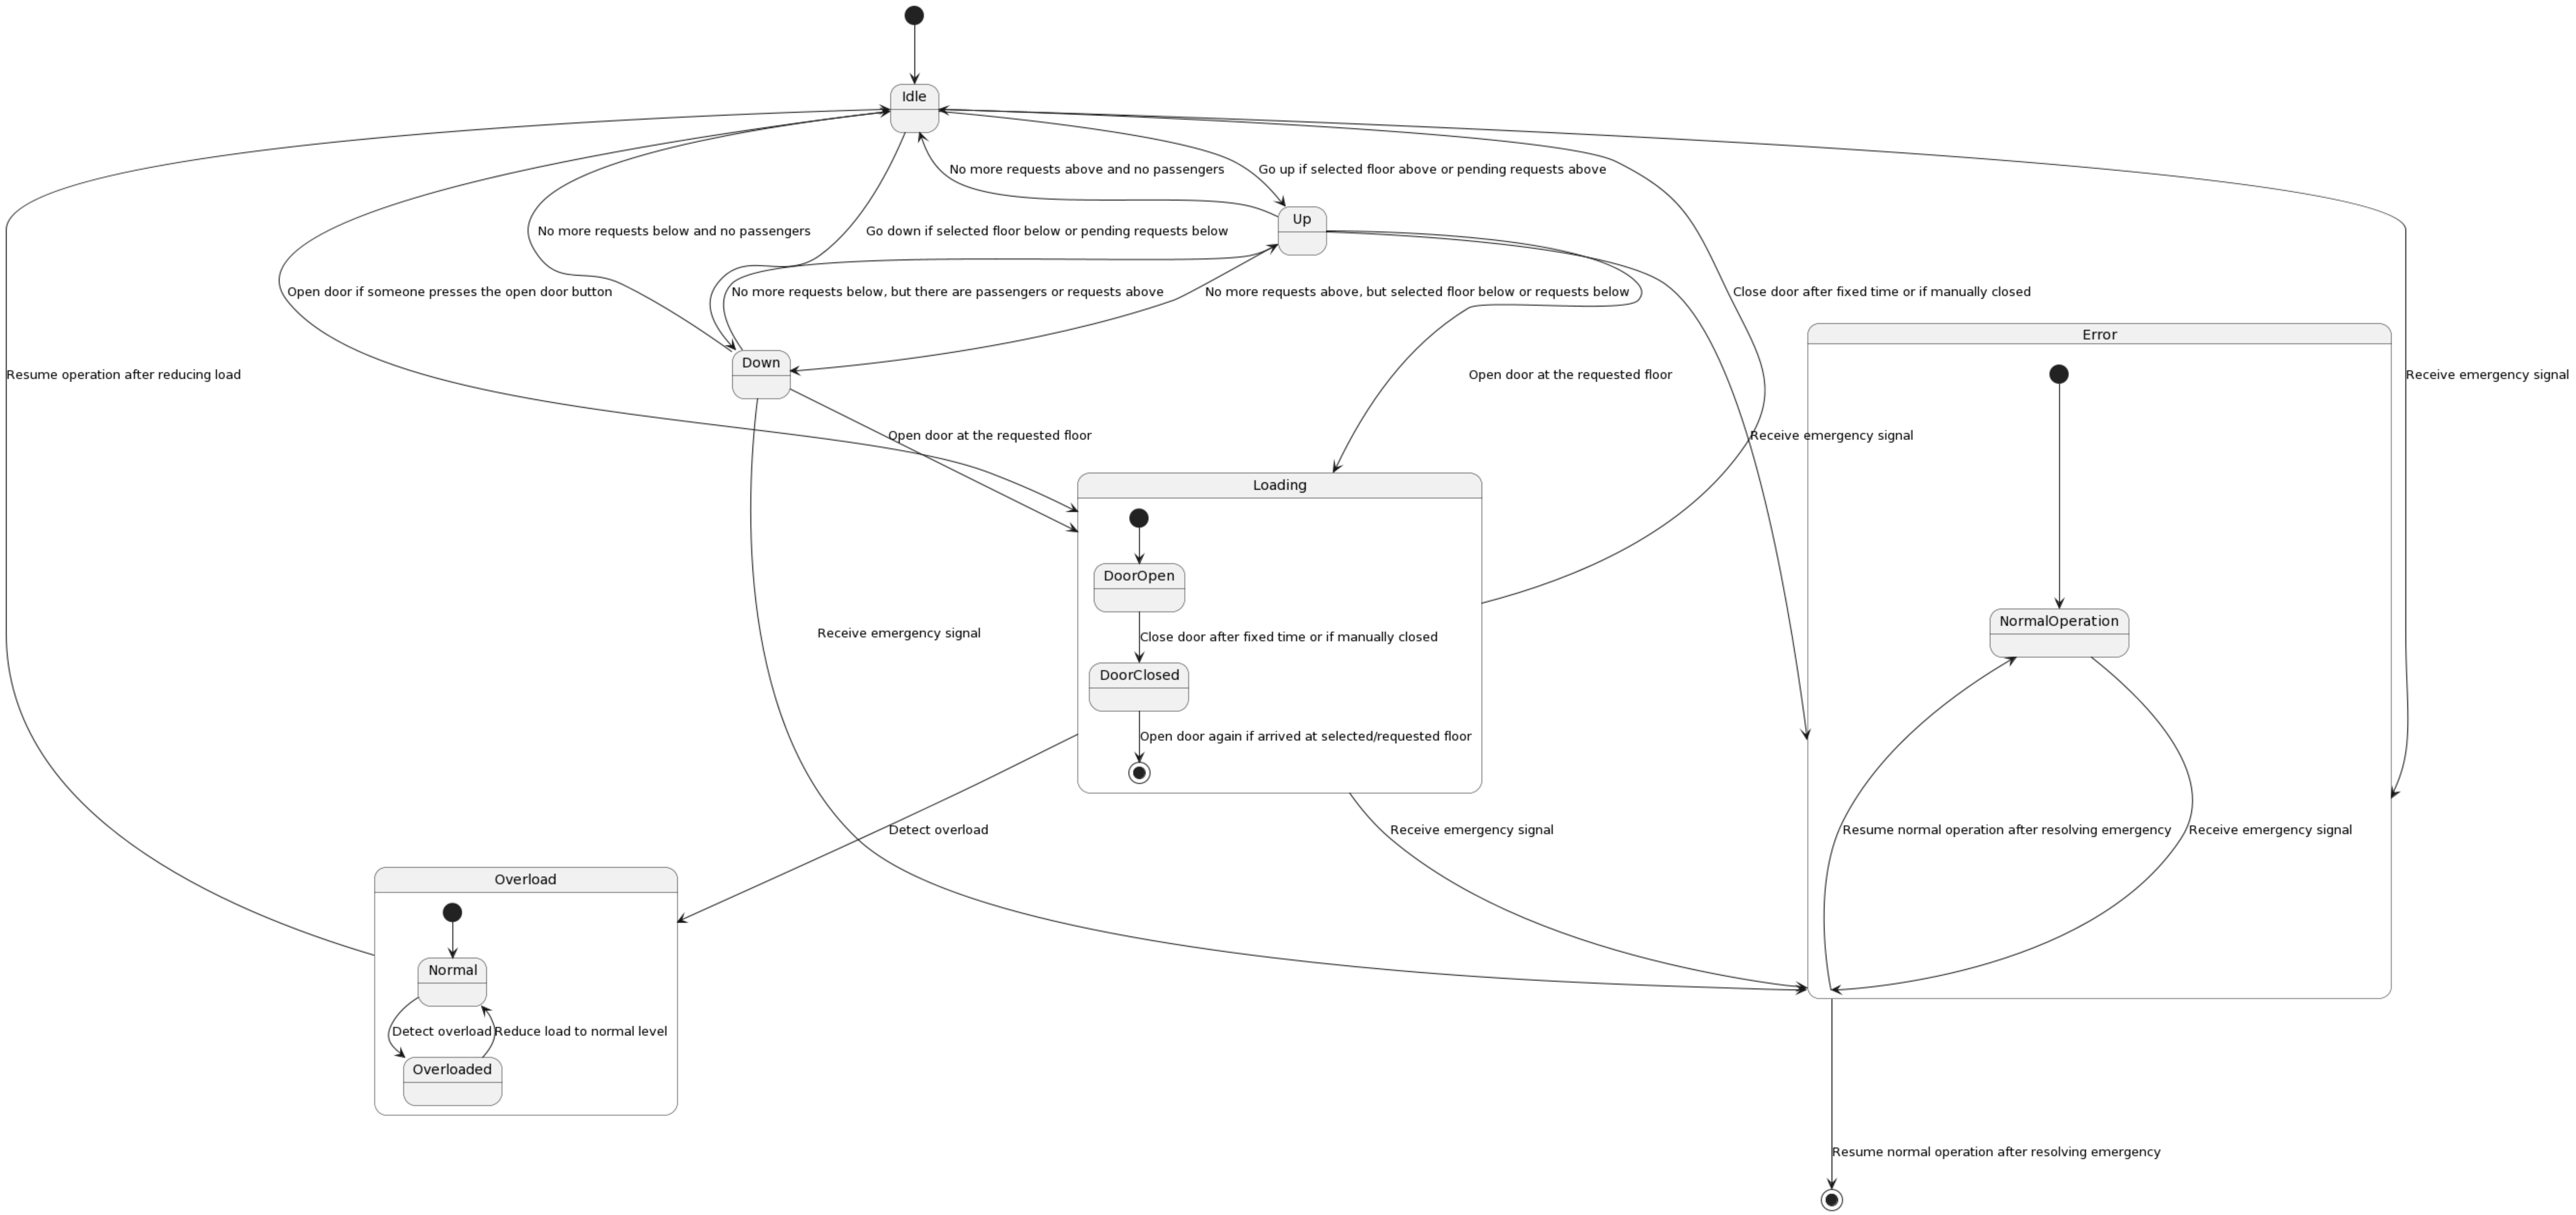 Idle
No more requests above and no passengers
Go up if selected floor above or pending requests above
Up
No more requests below and no passengers
Go down if selected floor below or pending requests below
Open door if someone presses the open door button
No more requests below, but there are passengers or requests above
No more requests above, but selected floor below or requests below
Close door after fixed time or if manually closed
Error
Down
Resume operation after reducing load
Open door at the requested floor
Receive emergency signal
Open door at the requested floor
Receive emergency signal
Loading
DoorOpen
NormalOperation
Receive emergency signal
Close door after fixed time or if manually closed
DoorClosed
Open door again if arrived at selected/requested floor
Detect overload
Receive emergency signal
Resume normal operation after resolving emergency
Receive emergency signal
Overload
Normal
Detect overload
Reduce load to normal level
Overloaded
Resume normal operation after resolving emergency